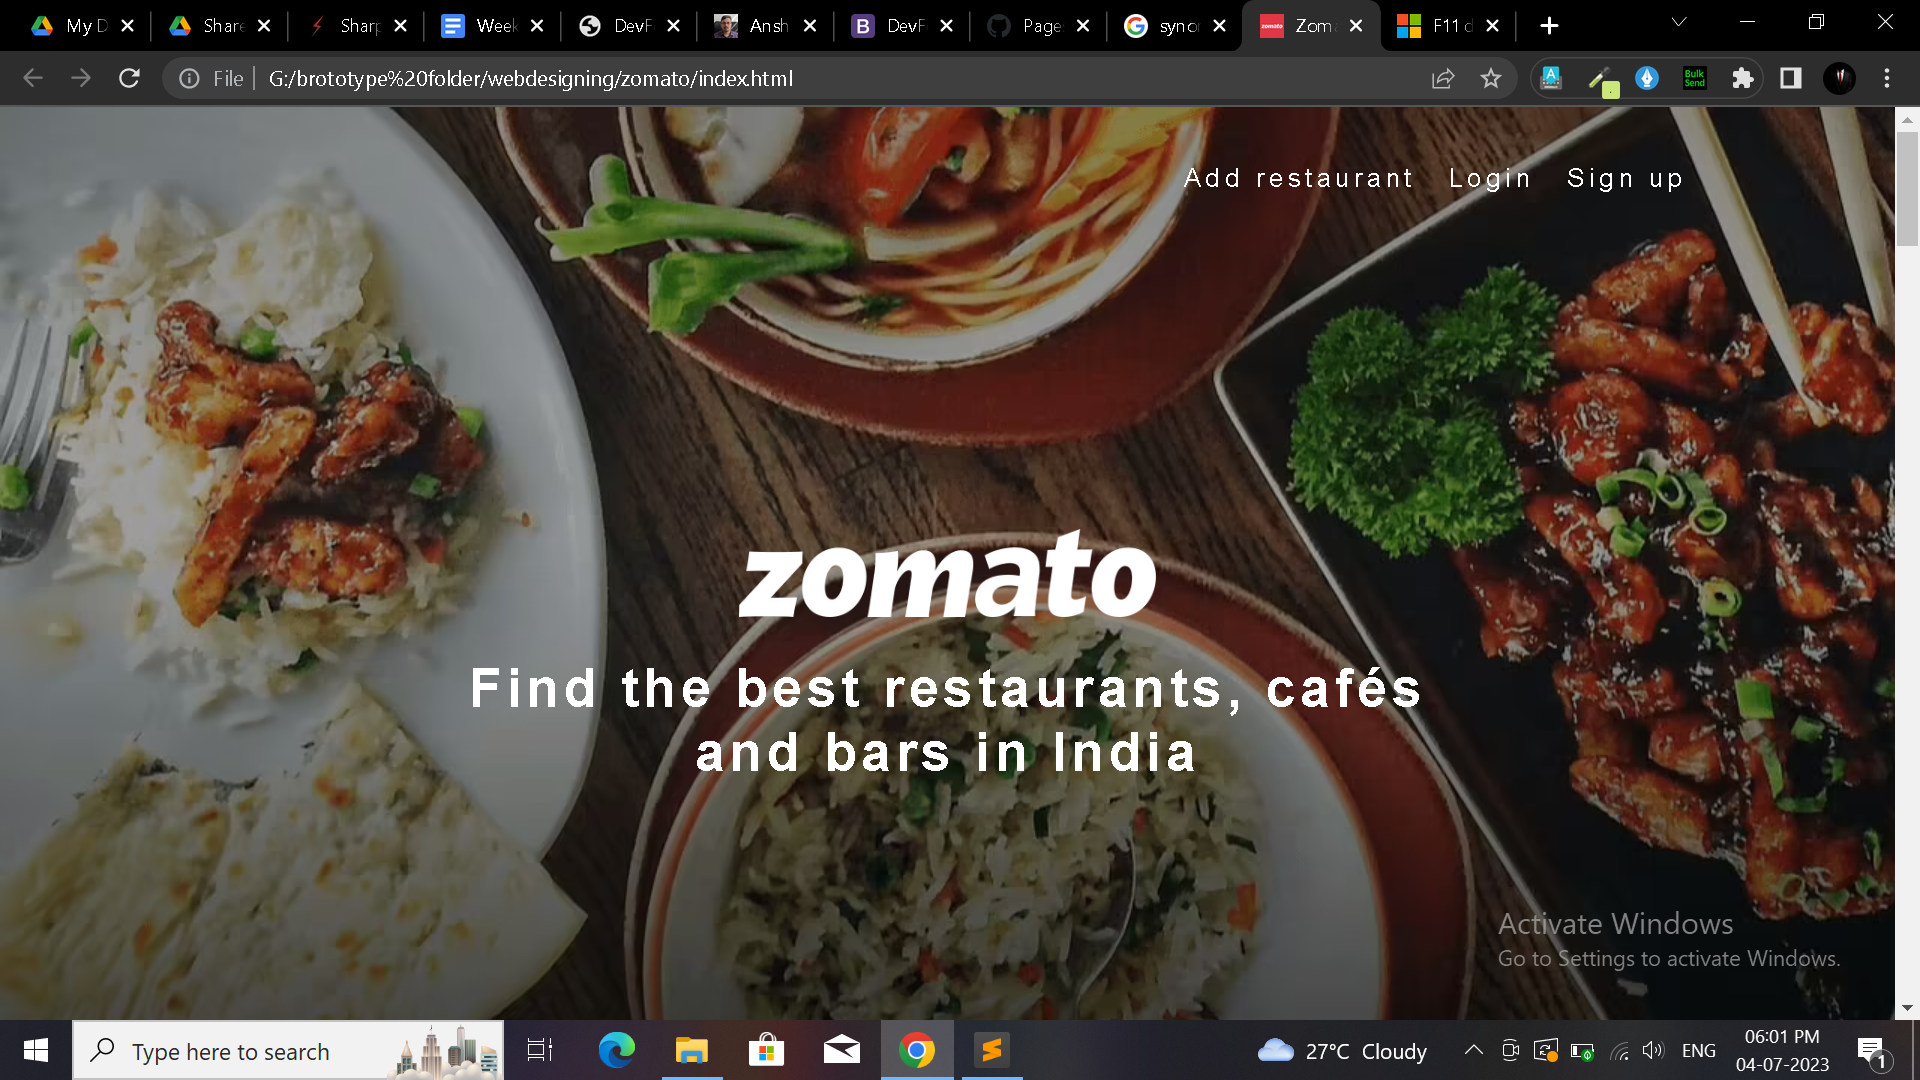 My D
Share
Sharp
Week
DevF
Ansh
DevF
Page
synor
Zoma
F11 d
File
G:/brototype%20folder/webdesigning/zomato/index.html
Bulk
Send
Add restaurant Login Sign up
zomato
Find the best restaurants, cafés
and bars in India
Activate Windows
Go to Settings to activate Windows.
Type here to search
27°C Cloudy
ENG
06:01 PM
04-07-2023
1